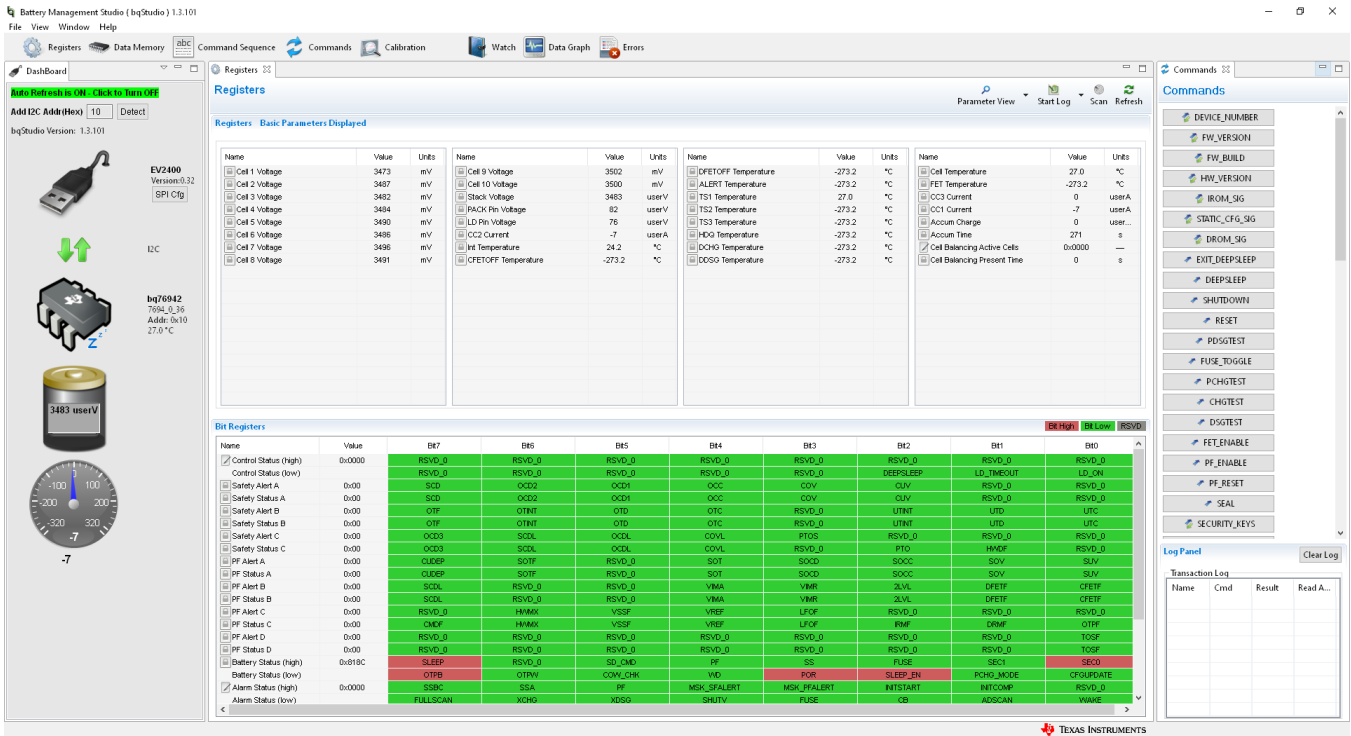 Battery Management Studio ( bqStudio ) 1.3.101
File View Window Help
Registers Data Memory abc Command Sequence Commands Calibration Watch Data Graph Errors
DashBoard
Auto Refresh is ON - Click to Turn OFF
Add I2C Addr(Hex) 10 Detect
bqStudio Version: 1.3.101
EV2400
Version:0.32
SPI Cfg
I2C
bq76942
7694_0_36
Addr: 0x10
27.0 °C
Z z
3483 userV
0
-100 100
-200 200
-320 320
-7
-7
Registers
Registers
Parameter View Start Log Scan Refresh
Registers Basic Parameters Displayed
Name Value Units Name Value Units Name Value Units Name Value Units
Cell 1 Voltage 3473 mV Cell 9 Voltage 3502 mV DFETOFF Temperature -273.2 °C Cell Temperature 27.0 °C
Cell 2 Voltage 3487 mV Cell 10 Voltage 3500 mV ALERT Temperature -273.2 °C FET Temperature -273.2 °C
Cell 3 Voltage 3482 mV Stack Voltage 3483 userV TS1 Temperature 27.0 °C CC3 Current 0 userA
Cell 4 Voltage 3484 mV PACK Pin Voltage 82 userV TS2 Temperature -273.2 °C CC1 Current -7 userA
Cell 5 Voltage 3490 mV LD Pin Voltage 76 userV TS3 Temperature -273.2 °C Accum Charge 0 user...
Cell 6 Voltage 3486 mV CC2 Current -7 userA HDQ Temperature -273.2 °C Accum Time 271 s
Cell 7 Voltage 3496 mV Int Temperature 24.2 °C DCHG Temperature -273.2 °C Cell Balancing Active Cells 0x0000 —
Cell 8 Voltage 3491 mV CFETOFF Temperature -273.2 °C DDSG Temperature -273.2 °C Cell Balancing Present Time 0 s
Bit Registers Bit High Bit Low RSVD
Name Value Bit7 Bit6 Bit5 Bit4 Bit3 Bit2 Bit1 Bit0
Control Status (high) 0x0000 RSVD_0 RSVD_0 RSVD_0 RSVD_0 RSVD_0 RSVD_0 RSVD_0 RSVD_0
Control Status (low) RSVD_0 RSVD_0 RSVD_0 RSVD_0 RSVD_0 DEEPSLEEP LD_TIMEOUT LD_ON
Safety Alert A 0x00 SCD OCD2 OCD1 OCC COV CUV RSVD_0 RSVD_0
Safety Status A 0x00 SCD OCD2 OCD1 OCC COV CUV RSVD_0 RSVD_0
Safety Alert B 0x00 OTF OTINT OTD OTC RSVD_0 UTINT UTD UTC
Safety Status B 0x00 OTF OTINT OTD OTC RSVD_0 UTINT UTD UTC
Safety Alert C 0x00 OCD3 SCDL OCDL COVL PTOS RSVD_0 RSVD_0 RSVD_0
Safety Status C 0x00 OCD3 SCDL OCDL COVL RSVD_0 PTO HWDF RSVD_0
PF Alert A 0x00 CUDEP SOTF RSVD_0 SOT SOCD SOCC SOV SUV
PF Status A 0x00 CUDEP SOTF RSVD_0 SOT SOCD SOCC SOV SUV
PF Alert B 0x00 SCDL RSVD_0 RSVD_0 VIMA VIMR 2LVL DFETF CFETF
PF Status B 0x00 SCDL RSVD_0 RSVD_0 VIMA VIMR 2LVL DFETF CFETF
PF Alert C 0x00 RSVD_0 HWMX VSSF VREF LFOF RSVD_0 RSVD_0 RSVD_0
PF Status C 0x00 CMDF HWMX VSSF VREF LFOF IRMF DRMF OTPF
PF Alert D 0x00 RSVD_0 RSVD_0 RSVD_0 RSVD_0 RSVD_0 RSVD_0 RSVD_0 TOSF
PF Status D 0x00 RSVD_0 RSVD_0 RSVD_0 RSVD_0 RSVD_0 RSVD_0 RSVD_0 TOSF
Battery Status (high) 0x818C SLEEP RSVD_0 SD_CMD PF SS FUSE SEC1 SEC0
Battery Status (low) OTPB OTPW COW_CHK WD POR SLEEP_EN PCHG_MODE CFGUPDATE
Alarm Status (high) 0x0000 SSBC SSA PF MSK_SFALERT MSK_PFALERT INITSTART INITCOMP RSVD_0
Alarm Status (low) FULLSCAN XCHG XDSG SHUTV FUSE CB ADSCAN WAKE
Commands
Commands
DEVICE_NUMBER
FW_VERSION
FW_BUILD
HW_VERSION
IROM_SIG
STATIC_CFG_SIG
DROM_SIG
EXIT_DEEPSLEEP
DEEPSLEEP
SHUTDOWN
RESET
PDSGTEST
FUSE_TOGGLE
PCHGTEST
CHGTEST
DSGTEST
FET_ENABLE
PF_ENABLE
PF_RESET
SEAL
SECURITY_KEYS
Log Panel Clear Log
Transaction Log
Name Cmd Result Read A...
TEXAS INSTRUMENTS